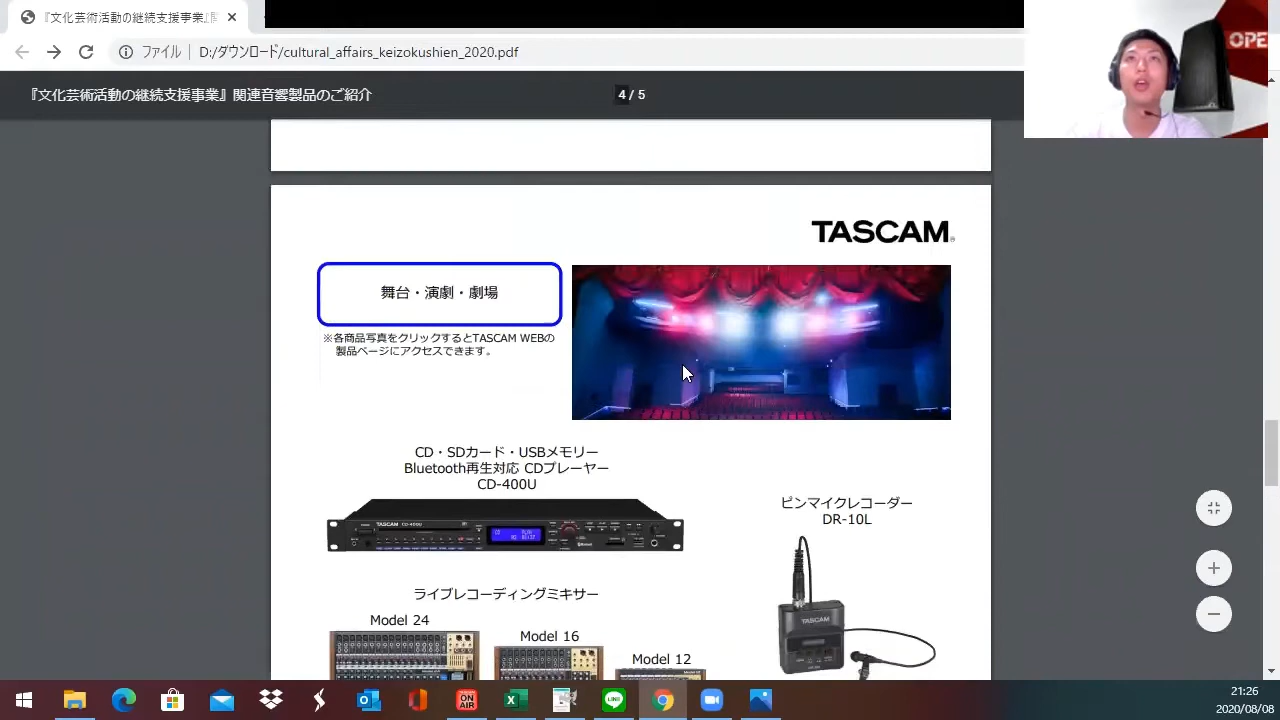 『文化芸術活動の継続支援事業』
ファイル | D:/ダウンロード/cultural_affairs_keizokushien_2020.pdf
『文化芸術活動の継続支援事業』関連音響製品のご紹介
4 / 5
OPE
TASCAM
舞台・演劇・劇場
※各商品写真をクリックするとTASCAM WEBの
製品ページにアクセスできます。
CD・SDカード・USBメモリー
Bluetooth再生対応 CDプレーヤー
CD-400U
ピンマイクレコーダー
DR-10L
TASCAM CD-400U
ライブレコーディングミキサー
Model 24
Model 16
Model 12
TASCAM
ON AIR
LINE
21:26
2020/08/08